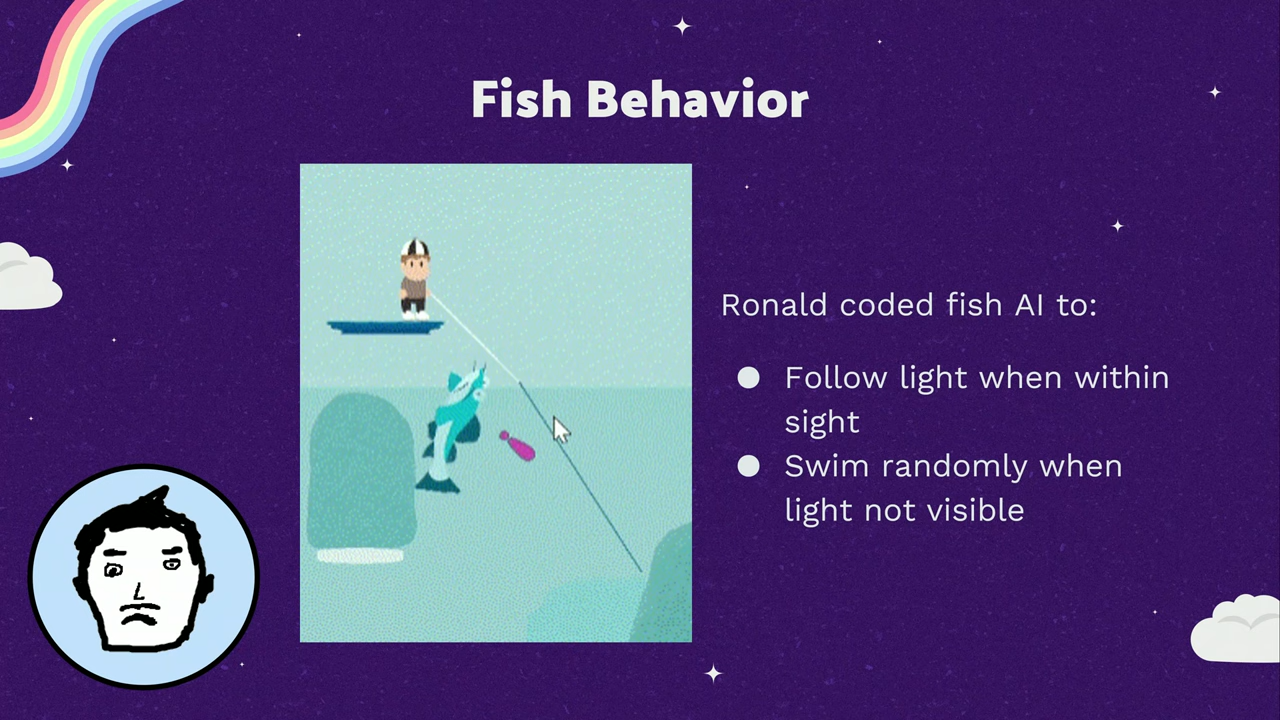 Fish Behavior
Ronald coded fish AI to:
● Follow light when within
sight
● Swim randomly when
light not visible